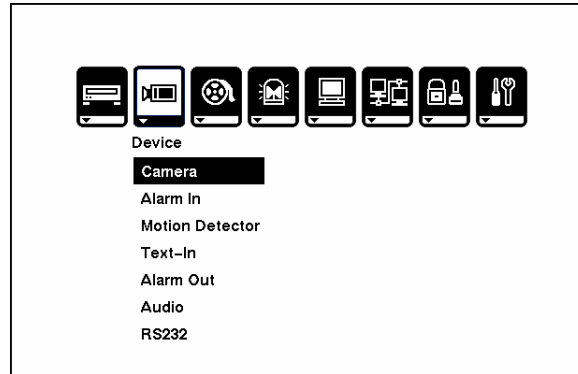 Device
Camera
Alarm In
Motion Detector
Text-In
Alarm Out
Audio
RS232